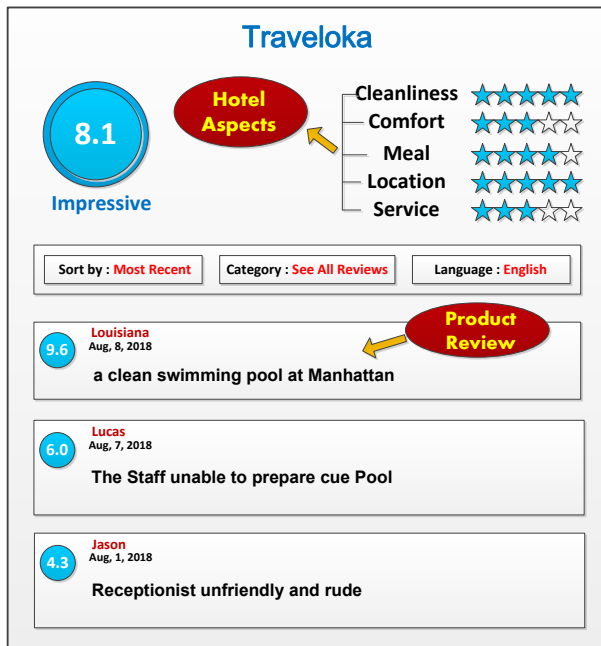 Traveloka
8.1
Impressive
Hotel
Aspects
Cleanliness
Comfort
Meal
Location
Service
Sort by : Most Recent
Category : See All Reviews
Language : English
Product
Review
9.6
Louisiana
Aug, 8, 2018
a clean swimming pool at Manhattan
6.0
Lucas
Aug, 7, 2018
The Staff unable to prepare cue Pool
4.3
Jason
Aug, 1, 2018
Receptionist unfriendly and rude